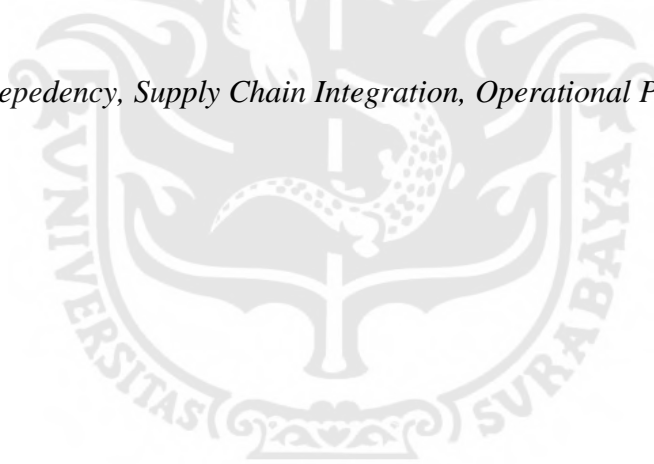 epedency, Supply Chain Integration, Operational P
UNIVERSITAS SURABAYA